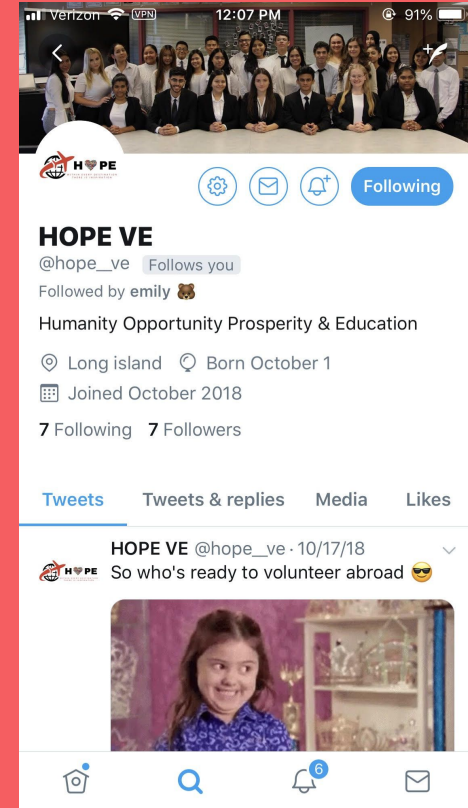 Verizon VPN 12:07 PM 91%
HOPE
Following
HOPE VE
@hope__ve Follows you
Followed by emily 🐻
Humanity Opportunity Prosperity & Education
Long island Born October 1
Joined October 2018
7 Following 7 Followers
Tweets Tweets & replies Media Likes
HOPE VE @hope__ve · 10/17/18
HOPE So who's ready to volunteer abroad 😎
6